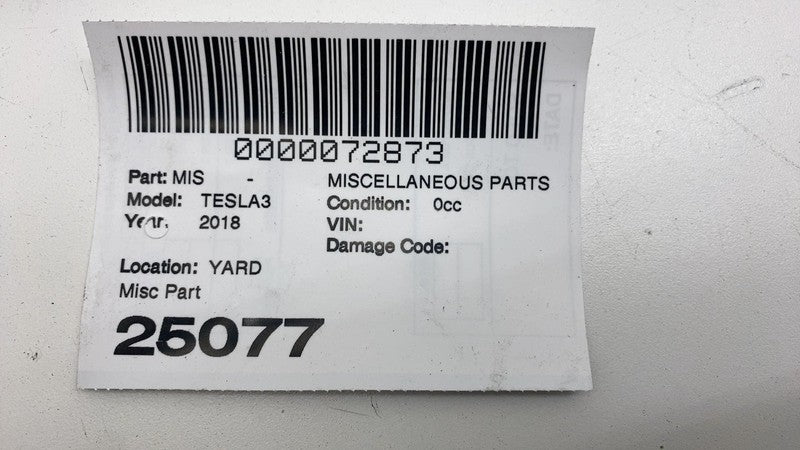 0000072873
Part: MIS - MISCELLANEOUS PARTS
Model: TESLA3 Condition: 0cc
Year: 2018 VIN:
Damage Code:
Location: YARD
Misc Part
25077
DATE